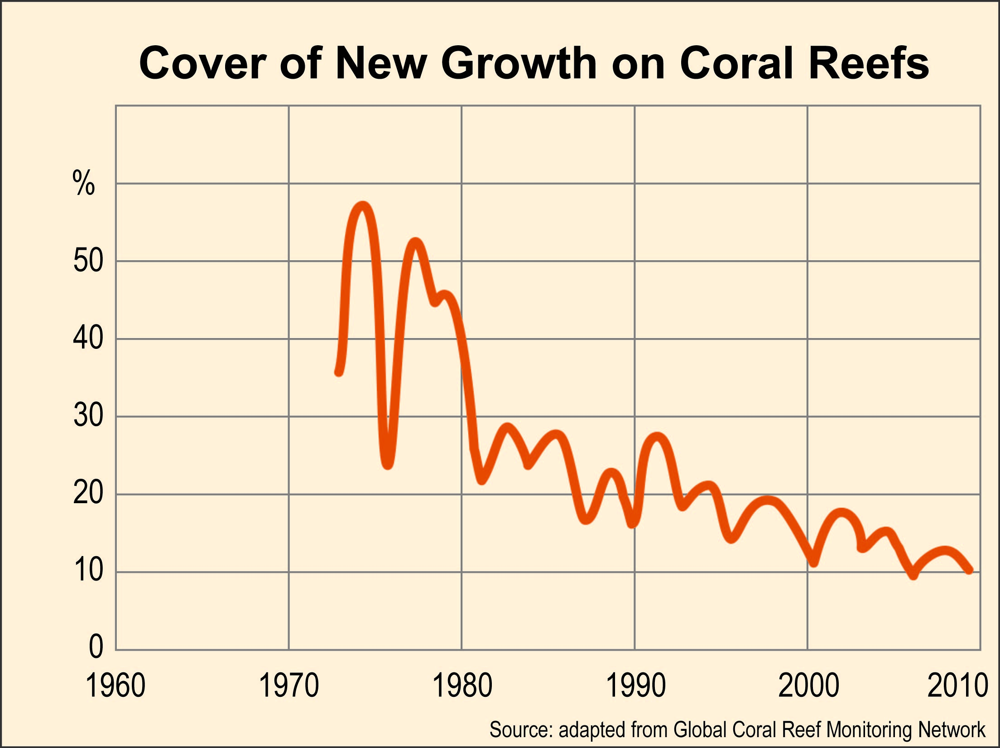 Cover of New Growth on Coral Reefs
%
50
40
30
20
10
0
1960 1970 1980 1990 2000 2010
Source: adapted from Global Coral Reef Monitoring Network